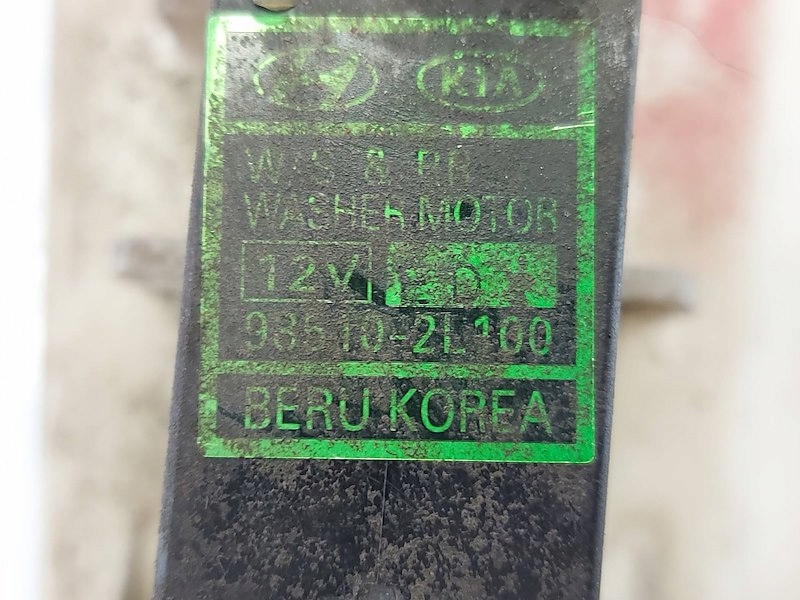 KIA
W/S & RR
WASHER MOTOR
12V
98510-2L100
BERU KOREA